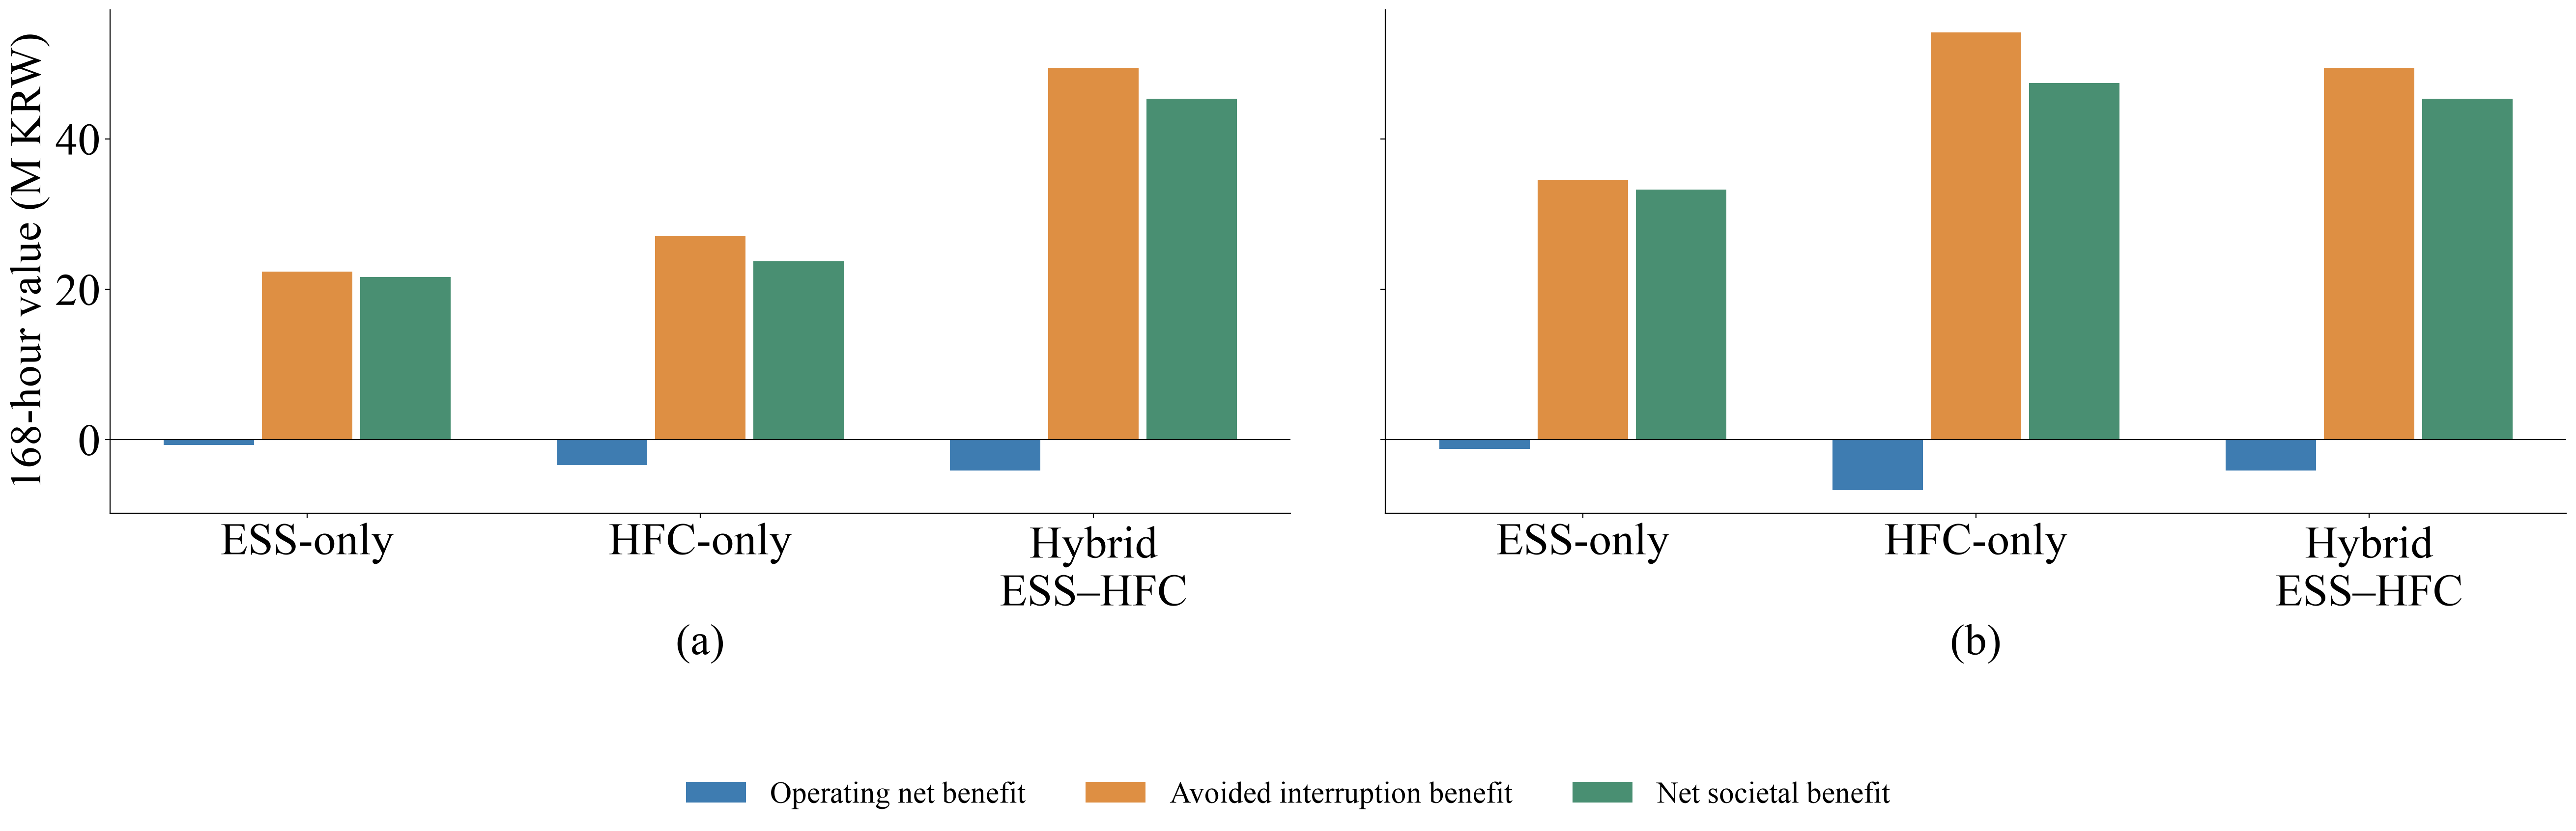 168-hour value (M KRW)
40
20
0
ESS-only
HFC-only
Hybrid
ESS–HFC
(a)
ESS-only
HFC-only
Hybrid
ESS–HFC
(b)
Operating net benefit
Avoided interruption benefit
Net societal benefit